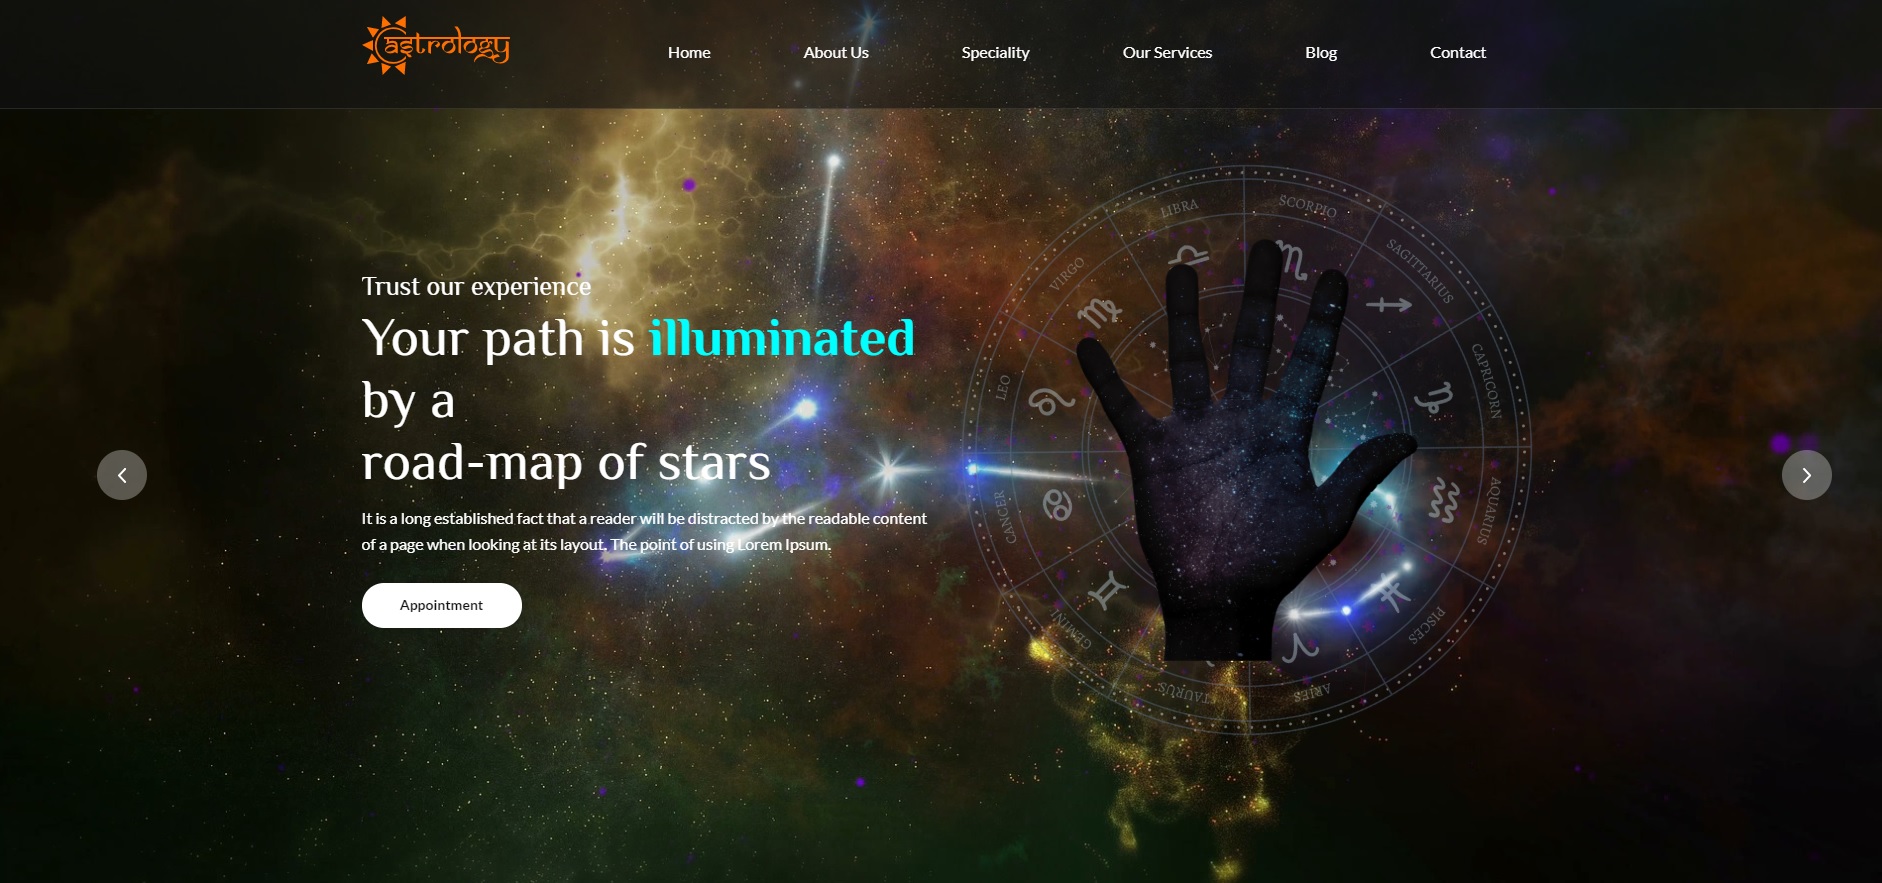 astrology
Home About Us Speciality Our Services Blog Contact
Trust our experience
Your path is illuminated
by a
road-map of stars
It is a long established fact that a reader will be distracted by the readable content
of a page when looking at its layout. The point of using Lorem Ipsum.
Appointment
LIBRA
SCORPIO
SAGITTARIUS
CAPRICORN
AQUARIUS
PISCES
ARIES
TAURUS
GEMINI
CANCER
LEO
VIRGO